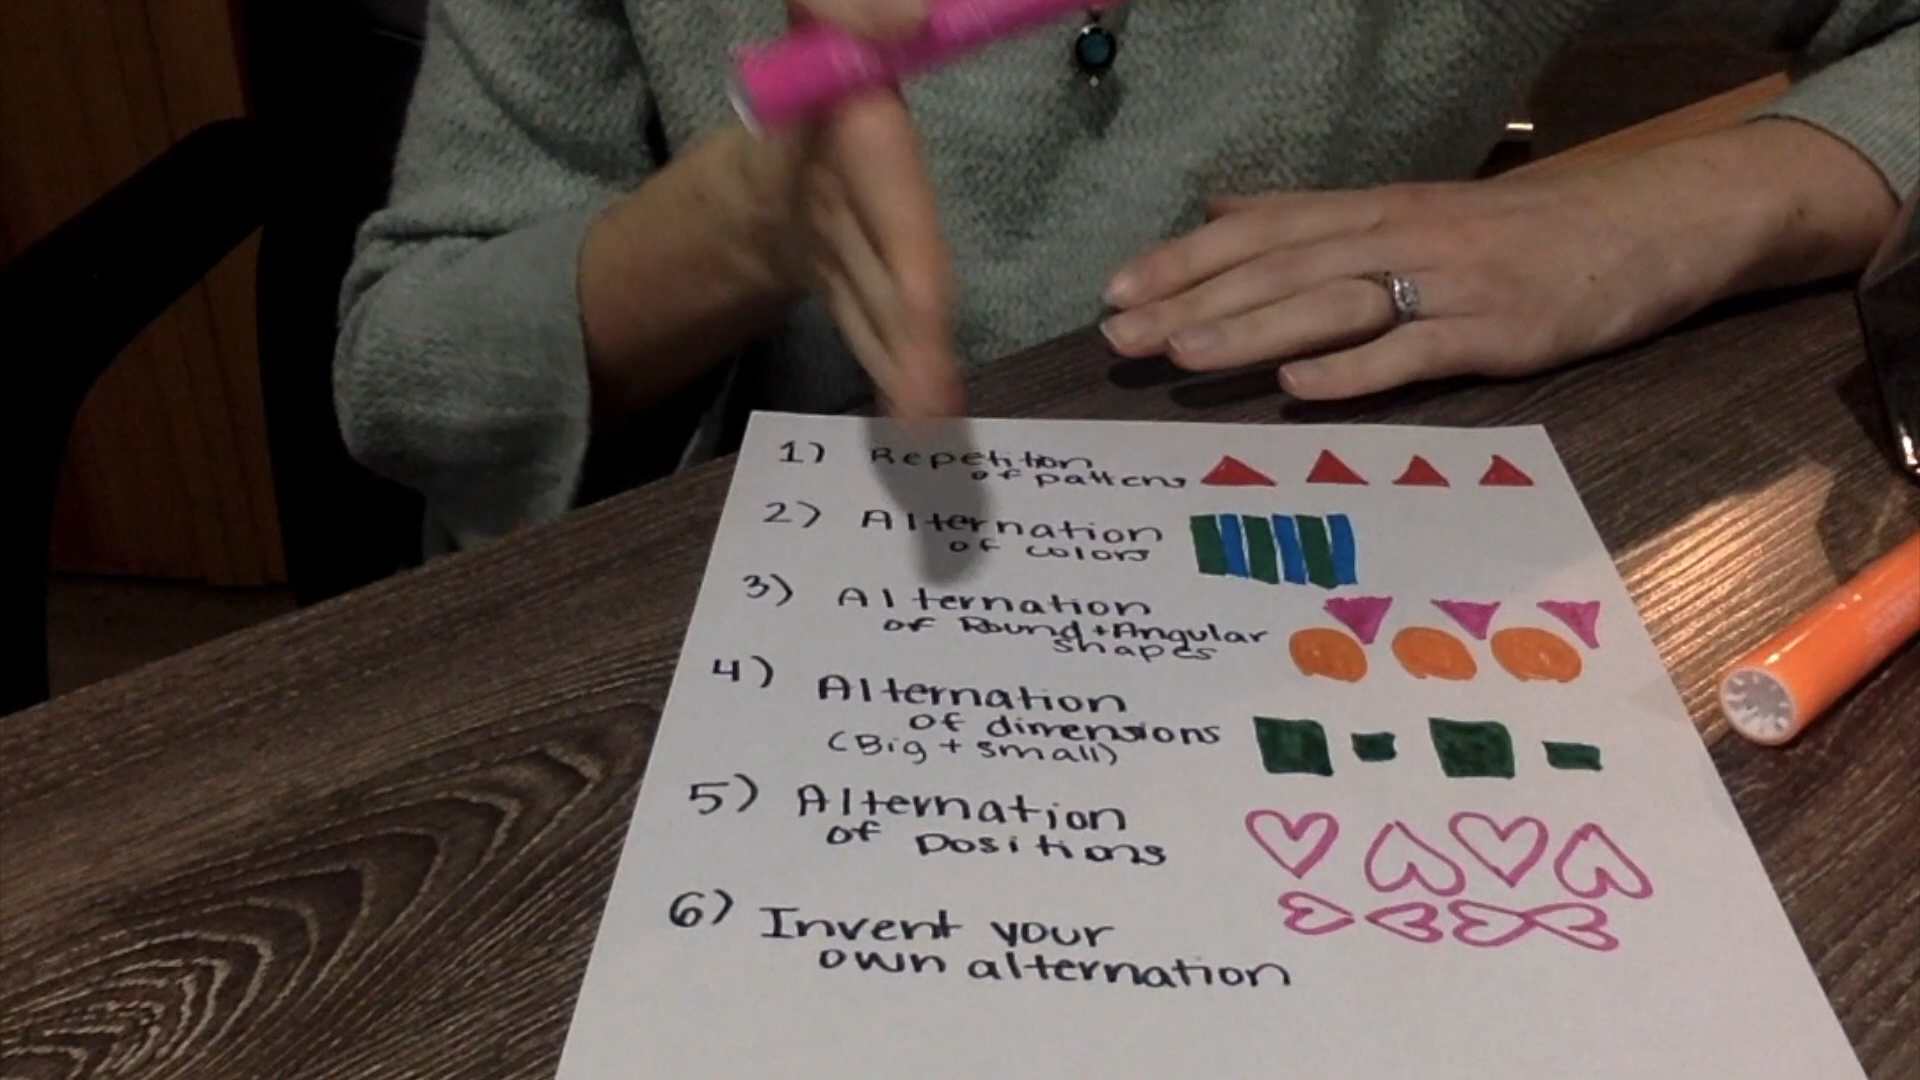 1) Repetition
of pattern
2) Alternation
of colors
3) Alternation
of Round + Angular
shapes
4) Alternation
of dimensions
(Big + small)
5) Alternation
of Positions
6) Invent your
own alternation